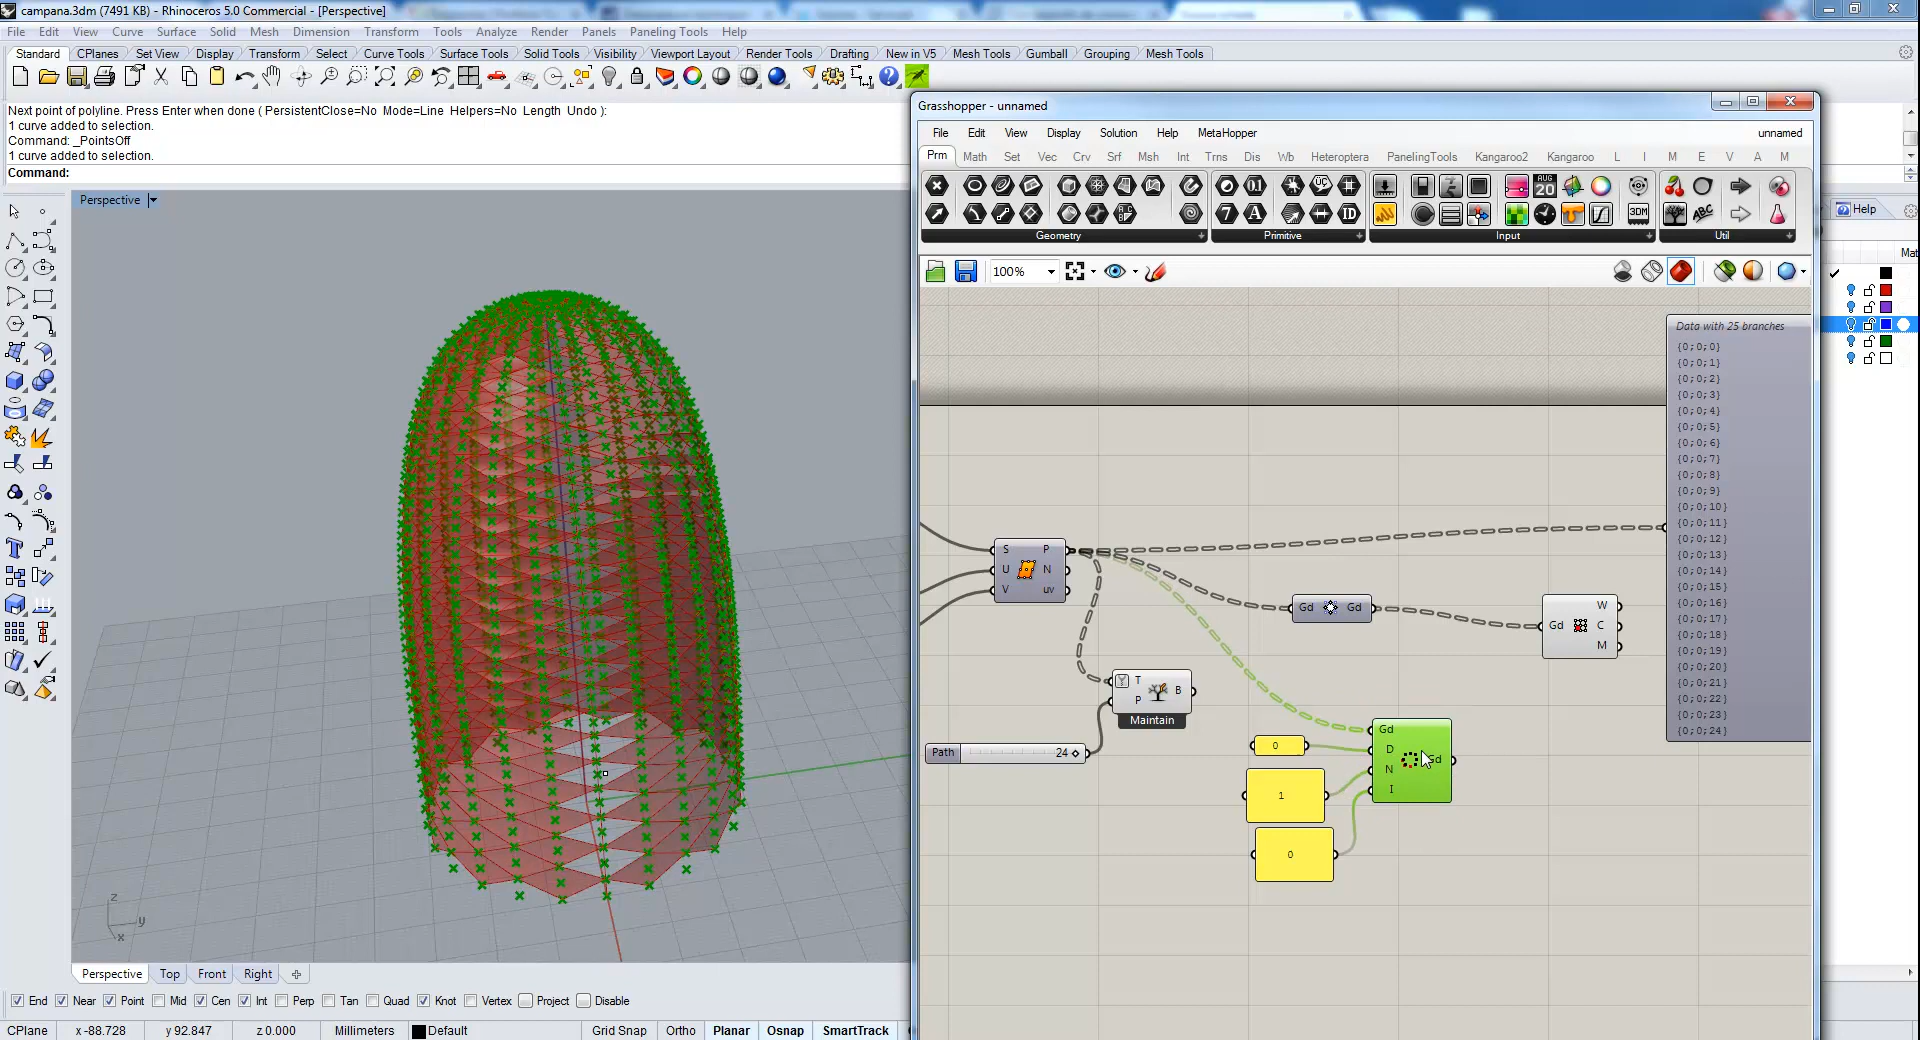 campana.3dm (7491 KB) - Rhinoceros 5.0 Commercial - [Perspective]
File Edit View Curve Surface Solid Mesh Dimension Transform Tools Analyze Render Panels Paneling Tools Help
Standard CPlanes Set View Display Transform Select Curve Tools Surface Tools Solid Tools Visibility Viewport Layout Render Tools Drafting New in V5 Mesh Tools Gumball Grouping Mesh Tools
Next point of polyline. Press Enter when done ( PersistentClose=No Mode=Line Helpers=No Length Undo ):
1 curve added to selection.
Command: _PointsOff
1 curve added to selection.
Command:
Perspective
z
y
x
Perspective Top Front Right
End Near Point Mid Cen Int Perp Tan Quad Knot Vertex Project Disable
CPlane x -88.728 y 92.847 z 0.000 Millimeters Default Grid Snap Ortho Planar Osnap SmartTrack
Grasshopper - unnamed
File Edit View Display Solution Help MetaHopper unnamed
Prm Math Set Vec Crv Srf Msh Int Trns Dis Wb Heteroptera PanelingTools Kangaroo2 Kangaroo L I M E V A M
AUG
20
0.1
7 A ID
3DM
ABC
Geometry Primitive Input Util
100%
Help
Mat
Data with 25 branches
{0;0;0}
{0;0;1}
{0;0;2}
{0;0;3}
{0;0;4}
{0;0;5}
{0;0;6}
{0;0;7}
{0;0;8}
{0;0;9}
{0;0;10}
{0;0;11}
{0;0;12}
{0;0;13}
{0;0;14}
{0;0;15}
{0;0;16}
{0;0;17}
{0;0;18}
{0;0;19}
{0;0;20}
{0;0;21}
{0;0;22}
{0;0;23}
{0;0;24}
S P
U N
V uv
Gd Gd
W
Gd C
M
T
P B
Maintain
Path 24
0
1
0
Gd
D
N
I
Gd